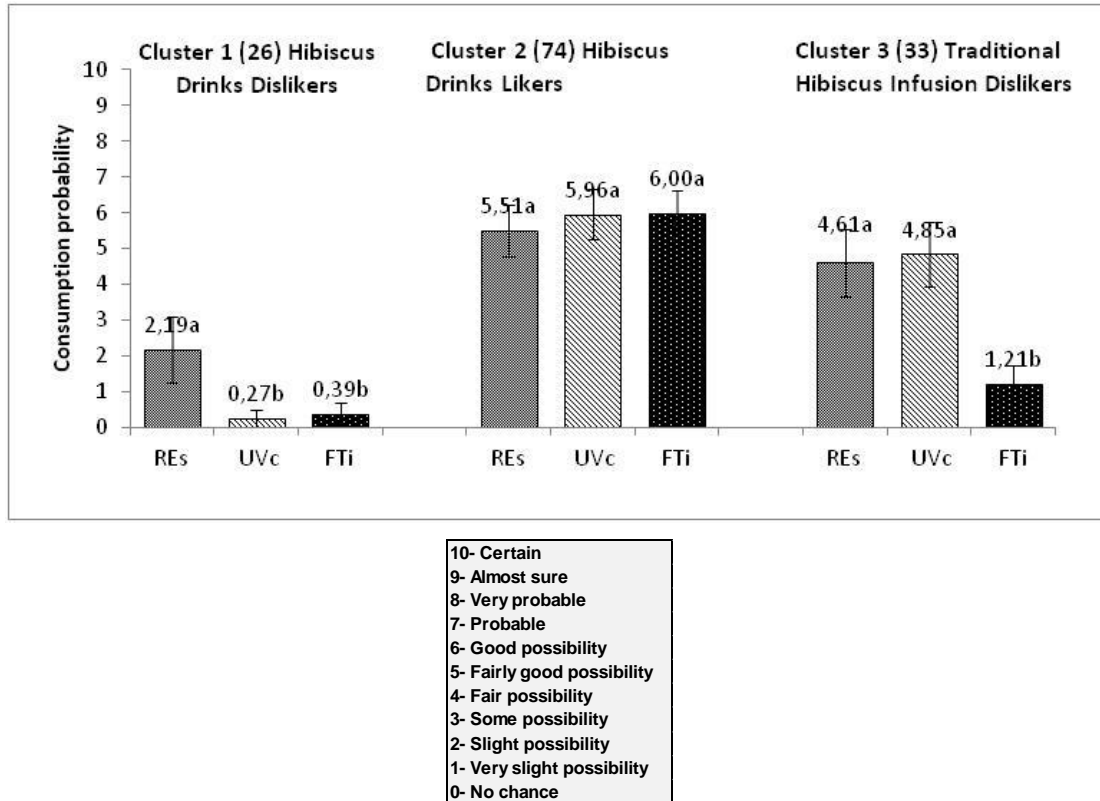 Cluster 1 (26) Hibiscus
Drinks Dislikers
Cluster 2 (74) Hibiscus
Drinks Likers
Cluster 3 (33) Traditional
Hibiscus Infusion Dislikers
Consumption probability
10
9
8
7
6
5
4
3
2
1
0
2,19a
0,27b
0,39b
5,51a
5,96a
6,00a
4,61a
4,85a
1,21b
REs UVc FTi
REs UVc FTi
REs UVc FTi
10- Certain
9- Almost sure
8- Very probable
7- Probable
6- Good possibility
5- Fairly good possibility
4- Fair possibility
3- Some possibility
2- Slight possibility
1- Very slight possibility
0- No chance